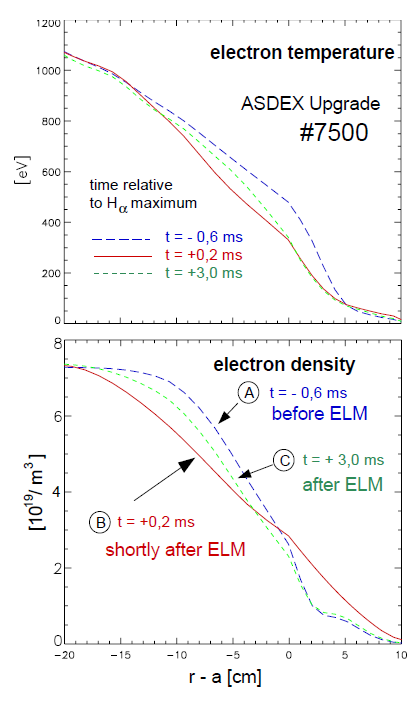 electron temperature
ASDEX Upgrade
#7500
time relative
to Hα maximum
t = - 0,6 ms
t = +0,2 ms
t = +3,0 ms
[eV]
1200
1000
800
600
400
200
0
electron density
A t = - 0,6 ms
before ELM
C t = + 3,0 ms
after ELM
B t = +0,2 ms
shortly after ELM
[10¹⁹/ m³]
8
6
4
2
0
-20 -15 -10 -5 0 5 10
r - a [cm]